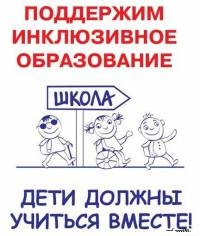 ПОДДЕРЖИМ
ИНКЛЮЗИВНОЕ
ОБРАЗОВАНИЕ
ШКОЛА
ДЕТИ ДОЛЖНЫ
УЧИТЬСЯ ВМЕСТЕ!